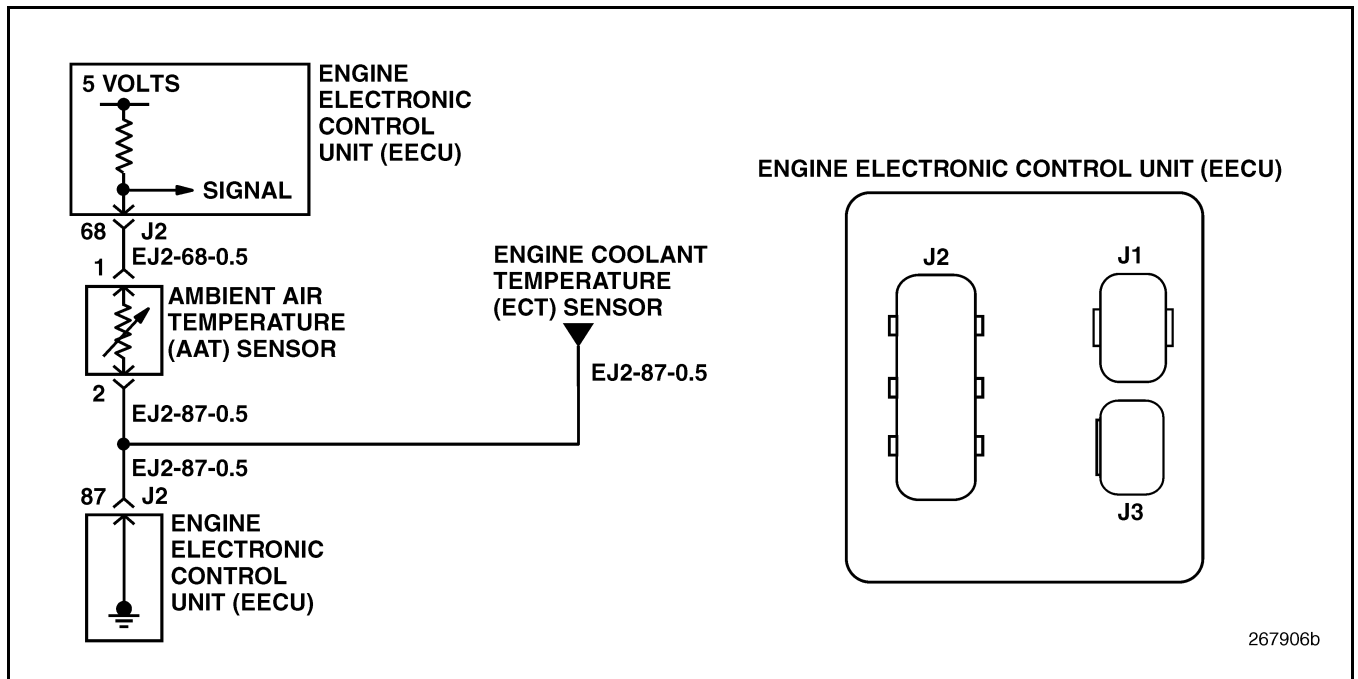 5 VOLTS
ENGINE
ELECTRONIC
CONTROL
UNIT (EECU)
SIGNAL
68 J2
EJ2-68-0.5
1
AMBIENT AIR
TEMPERATURE
(AAT) SENSOR
2
EJ2-87-0.5
ENGINE COOLANT
TEMPERATURE
(ECT) SENSOR
EJ2-87-0.5
EJ2-87-0.5
87 J2
ENGINE
ELECTRONIC
CONTROL
UNIT (EECU)
ENGINE ELECTRONIC CONTROL UNIT (EECU)
J2
J1
J3
267906b